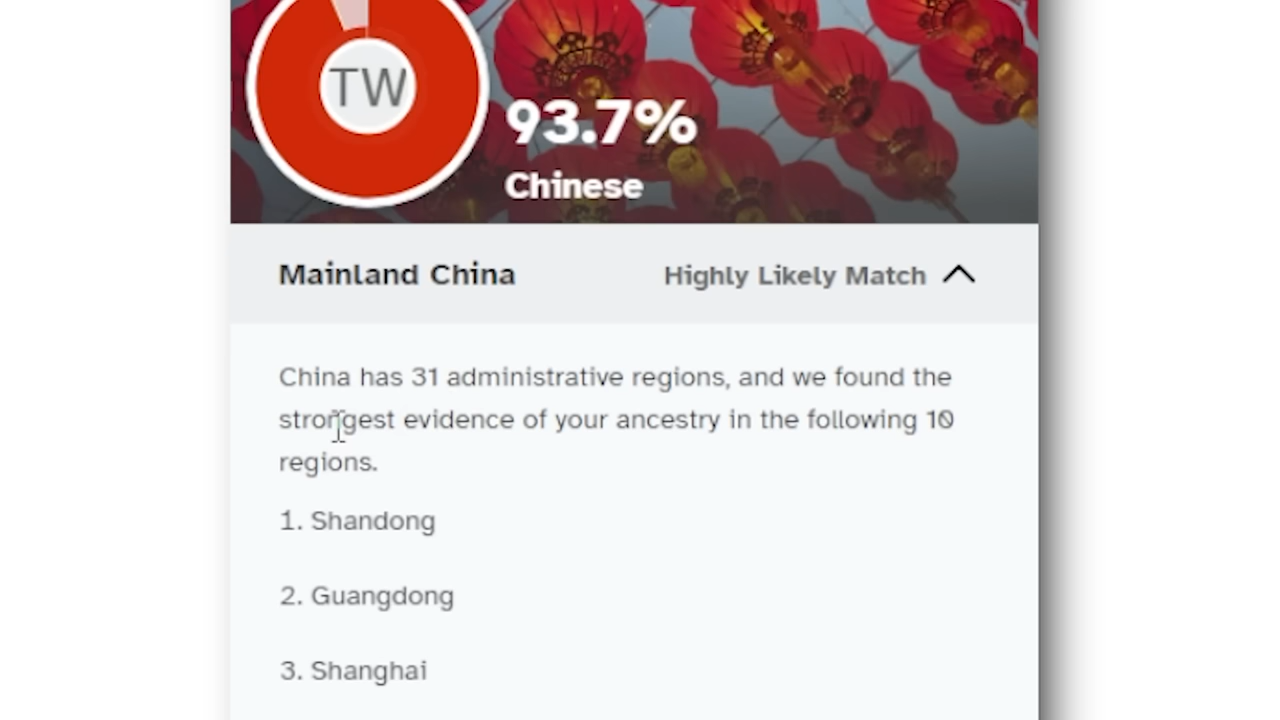 TW
93.7%
Chinese
Mainland China
Highly Likely Match
China has 31 administrative regions, and we found the
strongest evidence of your ancestry in the following 10
regions.
1. Shandong
2. Guangdong
3. Shanghai